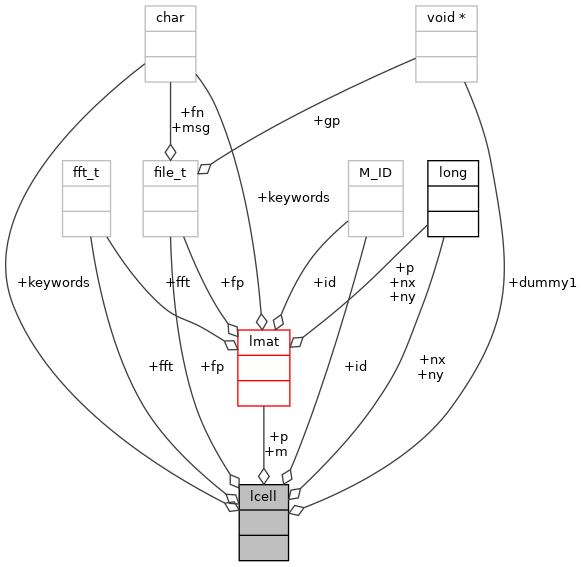 char
void *
+fn
+msg
+gp
fft_t
file_t
M_ID
long
+keywords
+p
+nx
+ny
+keywords
+fft
+fp
+id
+dummy1
lmat
+fft
+fp
+id
+nx
+ny
+p
+m
lcell